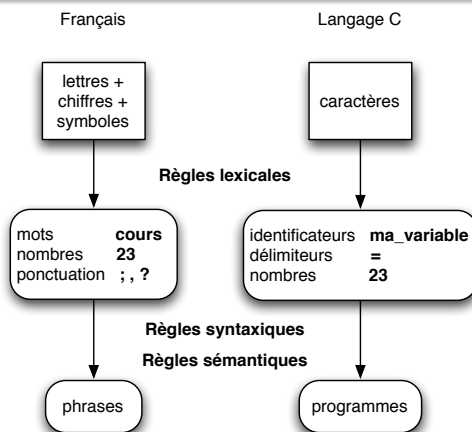 Français
Langage C
lettres +
chiffres +
symboles
caractères
Règles lexicales
mots cours
nombres 23
ponctuation ; , ?
identificateurs ma_variable
délimiteurs =
nombres 23
Règles syntaxiques
Règles sémantiques
phrases
programmes